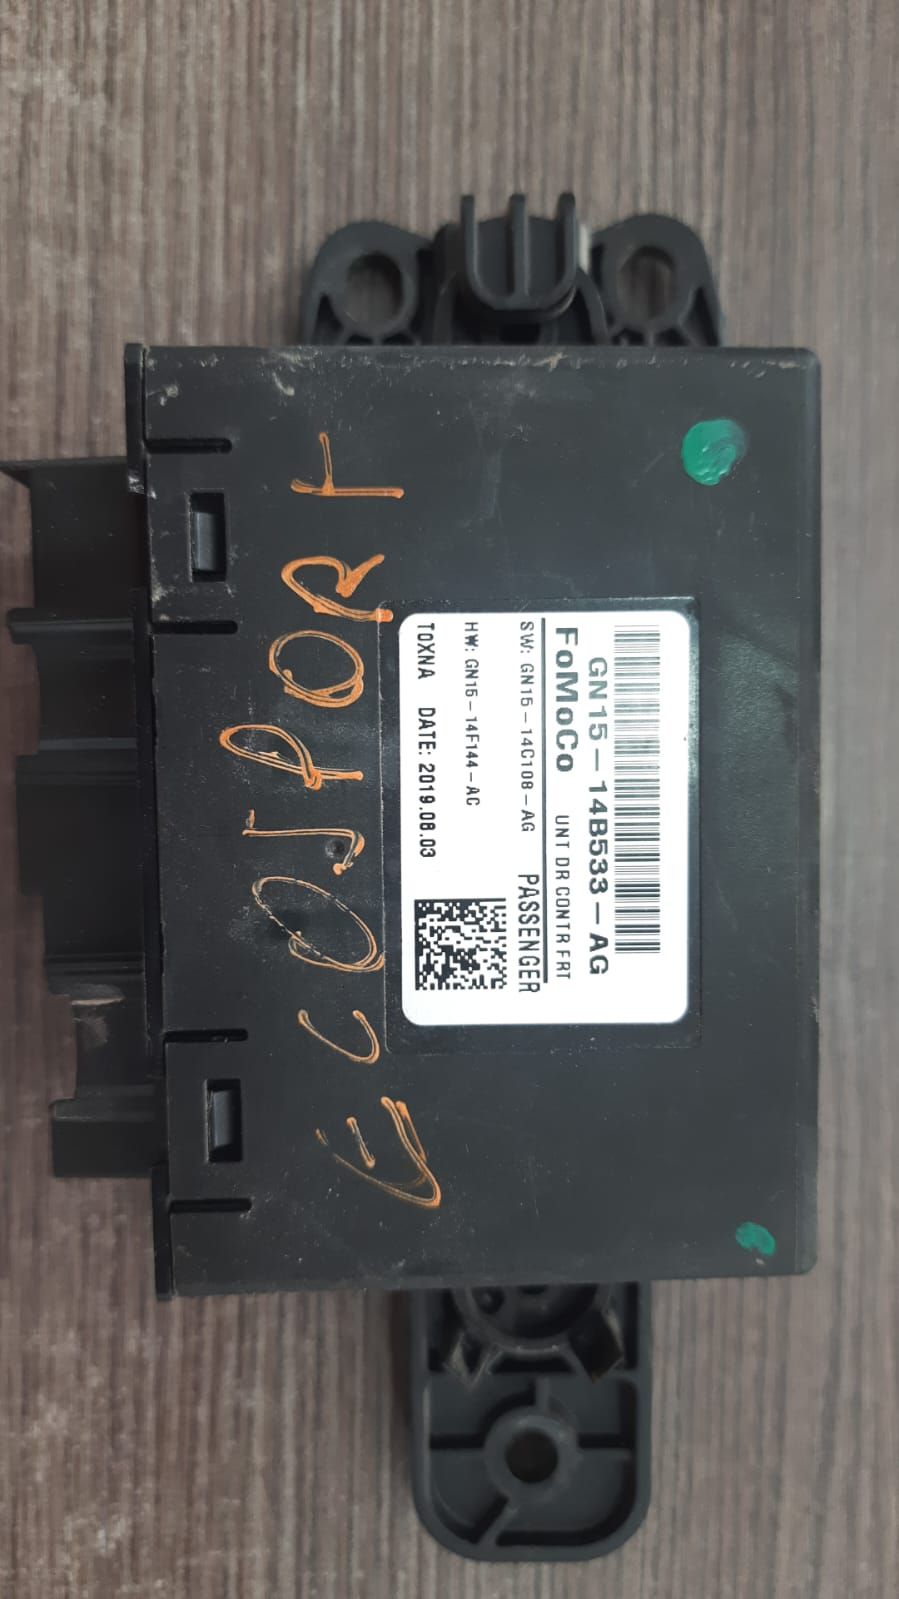 GN15-14B533-AG
FoMoCo UNT DR CONTR FRT
SW: GN15-14C108-AG PASSENGER
HW: GN15-14F144-AC
TOXNA DATE: 2019.08.03
ECOSPORT